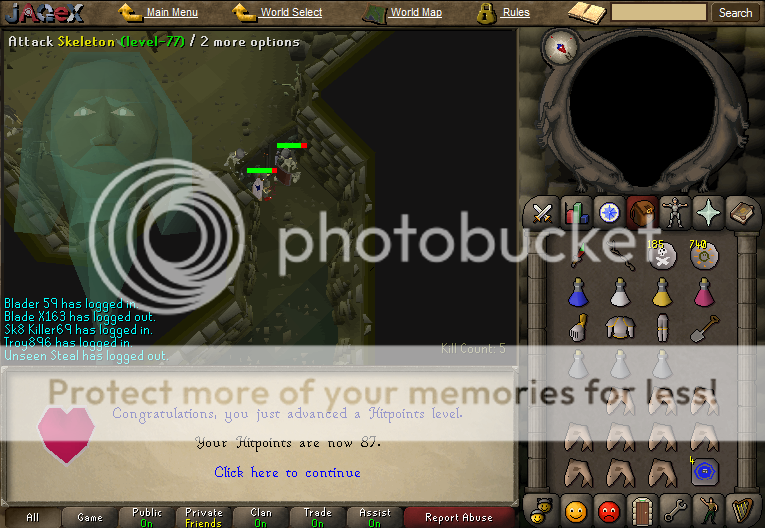 JAGeX
Main Menu
World Select
World Map
Rules
Search
Attack Skeleton (level-77) / 2 more options
185
740
photobucket
Blader 59 has logged in.
Blade X163 has logged out.
Sk8 Killer69 has logged in.
Troy896 has logged in.
Unseen Steal has logged out.
Kill Count: 5
Protect more of your memories for less!
Congratulations, you just advanced a Hitpoints level.
Your Hitpoints are now 87.
Click here to continue
4
All
Game
Public
On
Private
Friends
Clan
On
Trade
On
Assist
On
Report Abuse